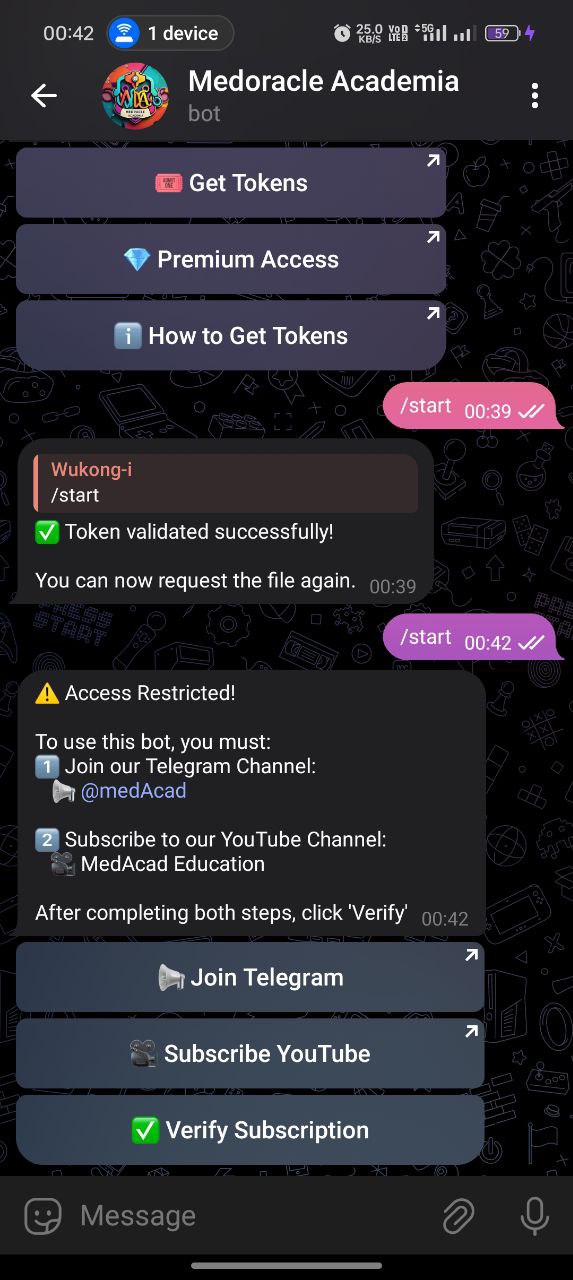 00:42 1 device 25.0 KB/S VoD LTE2 5G 59
Medoracle Academia
bot
🎟️ Get Tokens
💎 Premium Access
ℹ️ How to Get Tokens
/start 00:39
Wukong-i
/start
✅ Token validated successfully!
You can now request the file again. 00:39
PRESS START
/start 00:42
⚠️ Access Restricted!
To use this bot, you must:
1️⃣ Join our Telegram Channel:
📢 @medAcad
2️⃣ Subscribe to our YouTube Channel:
🎥 MedAcad Education
After completing both steps, click 'Verify' 00:42
📢 Join Telegram
🎥 Subscribe YouTube
✅ Verify Subscription
Message